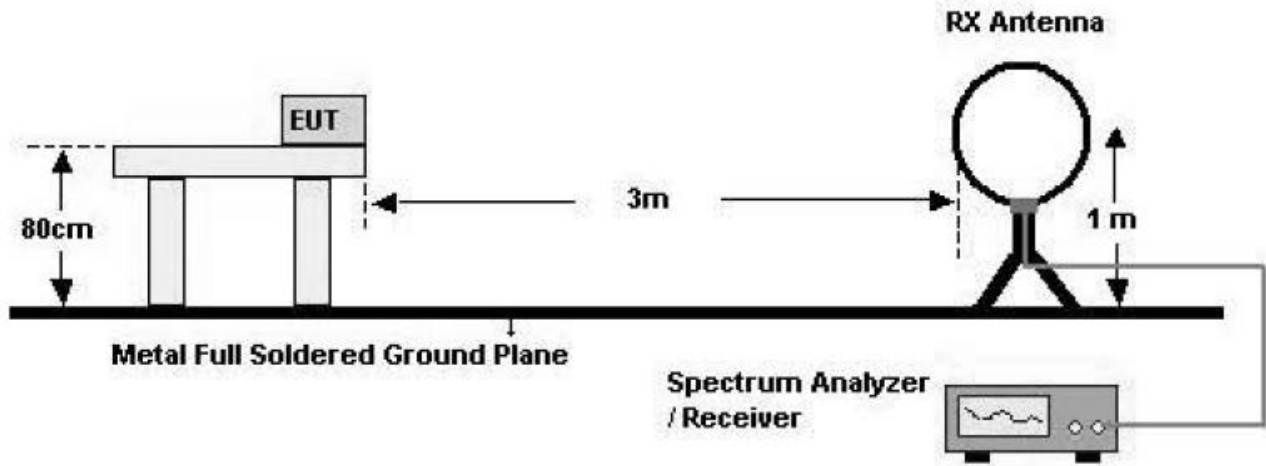 RX Antenna
EUT
80cm
3m
1 m
Metal Full Soldered Ground Plane
Spectrum Analyzer
/ Receiver